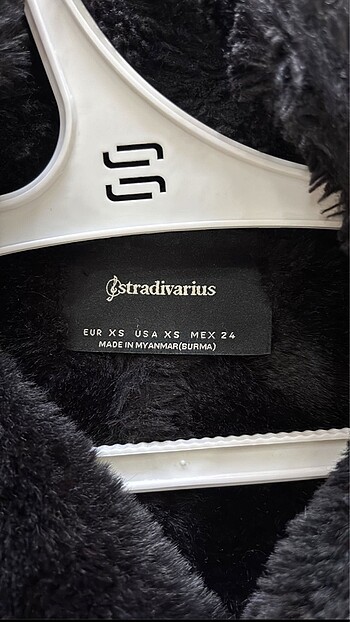 stradivarius
EUR XS USA XS MEX 24
MADE IN MYANMAR(BURMA)